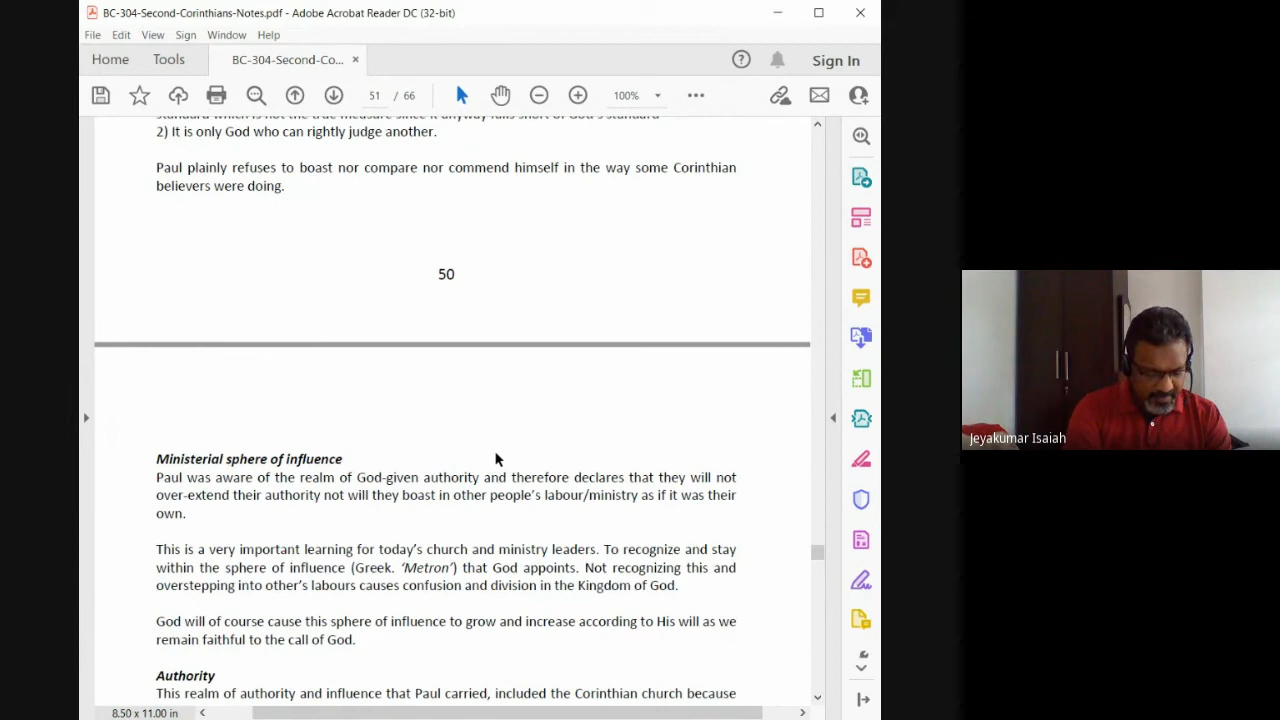 BC-304-Second-Corinthians-Notes.pdf - Adobe Acrobat Reader DC (32-bit)
File Edit View Sign Window Help
Home Tools BC-304-Second-Co... × Sign In
51 / 66 100%
2) It is only God who can rightly judge another.
Paul plainly refuses to boast nor compare nor commend himself in the way some Corinthian
believers were doing.
50
Ministerial sphere of influence
Paul was aware of the realm of God-given authority and therefore declares that they will not
over-extend their authority not will they boast in other people's labour/ministry as if it was their
own.
This is a very important learning for today's church and ministry leaders. To recognize and stay
within the sphere of influence (Greek. 'Metron') that God appoints. Not recognizing this and
overstepping into other's labours causes confusion and division in the Kingdom of God.
God will of course cause this sphere of influence to grow and increase according to His will as we
remain faithful to the call of God.
Authority
This realm of authority and influence that Paul carried, included the Corinthian church because
8.50 x 11.00 in
Jeyakumar Isaiah